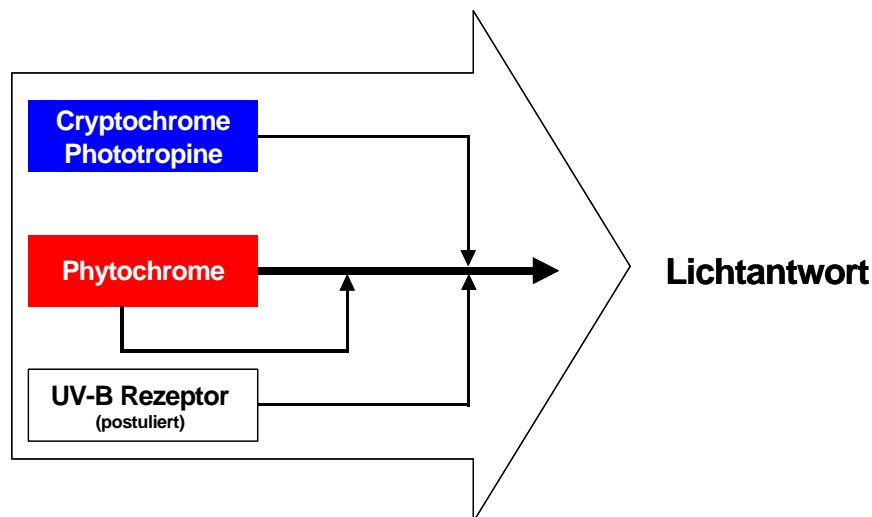 Cryptochrome
Phototropine
Phytochrome
Lichtantwort
UV-B Rezeptor
(postuliert)